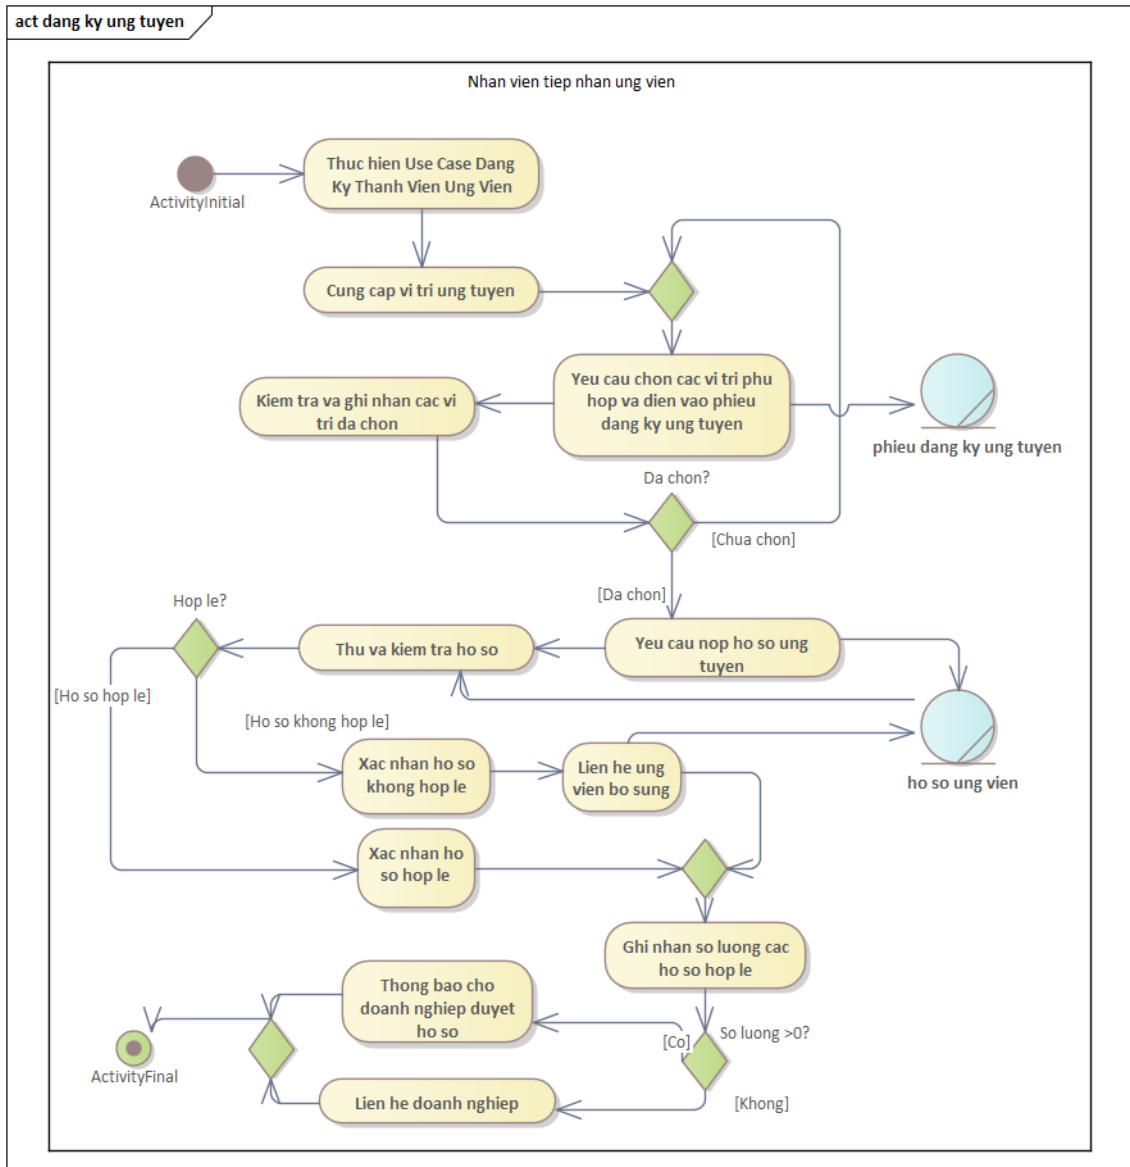 act dang ky ung tuyen
Nhan vien tiep nhan ung vien
Thuc hien Use Case Dang
Ky Thanh Vien Ung Vien
ActivityInitial
Cung cap vi tri ung tuyen
Yeu cau chon cac vi tri phu
hop va dien vao phieu
dang ky ung tuyen
Kiem tra va ghi nhan cac vi
tri da chon
phieu dang ky ung tuyen
Da chon?
[Chua chon]
[Da chon]
Hop le?
Thu va kiem tra ho so
Yeu cau nop ho so ung
tuyen
[Ho so hop le]
[Ho so khong hop le]
Xac nhan ho so
khong hop le
Lien he ung
vien bo sung
ho so ung vien
Xac nhan ho
so hop le
Ghi nhan so luong cac
ho so hop le
Thong bao cho
doanh nghiep duyet
ho so
[Co]
So luong >0?
ActivityFinal
Lien he doanh nghiep
[Khong]